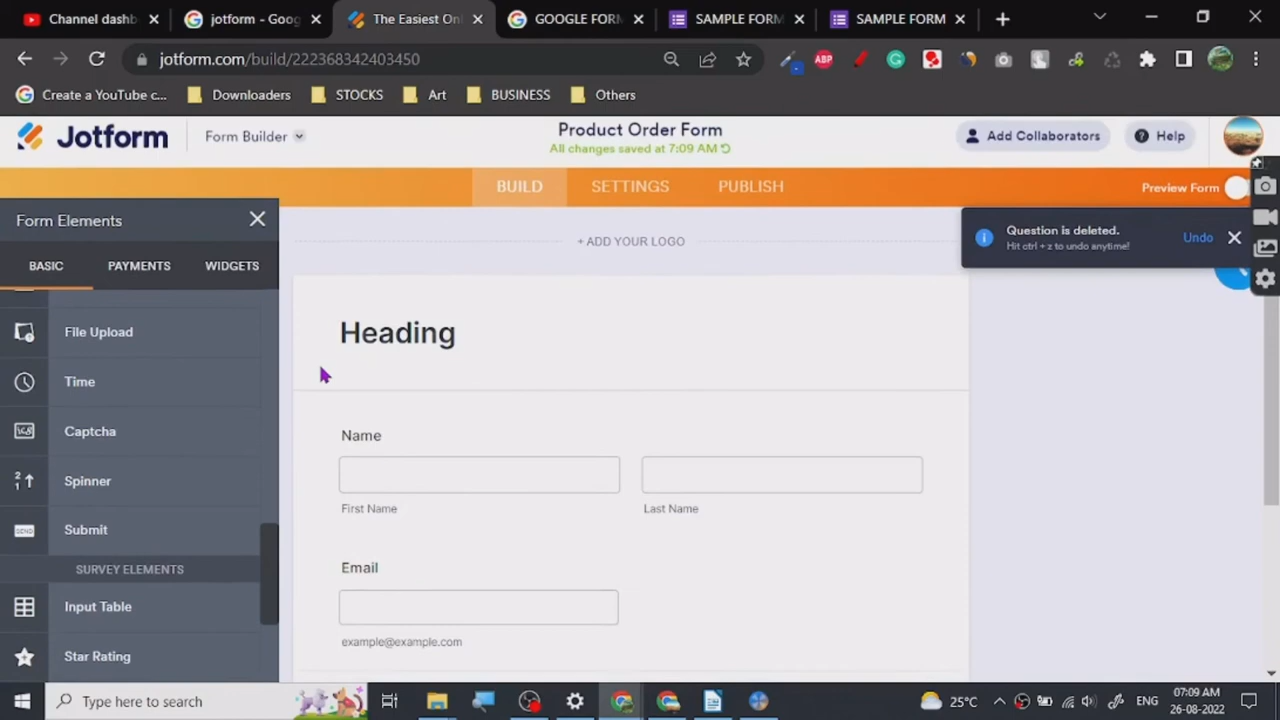 Channel dashb
jotform - Goog
The Easiest Onl
GOOGLE FORM
SAMPLE FORM
SAMPLE FORM
jotform.com/build/222368342403450
ABP
Create a YouTube c...
Downloaders
STOCKS
Art
BUSINESS
Others
Jotform
Form Builder
Product Order Form
All changes saved at 7:09 AM
Add Collaborators
Help
BUILD
SETTINGS
PUBLISH
Preview Form
Form Elements
+ ADD YOUR LOGO
Question is deleted.
Hit ctrl + z to undo anytime!
Undo
BASIC
PAYMENTS
WIDGETS
File Upload
Heading
Time
Captcha
Name
Spinner
First Name
Last Name
Submit
SURVEY ELEMENTS
Email
Input Table
example@example.com
Star Rating
Type here to search
25°C
ENG
07:09 AM
26-08-2022